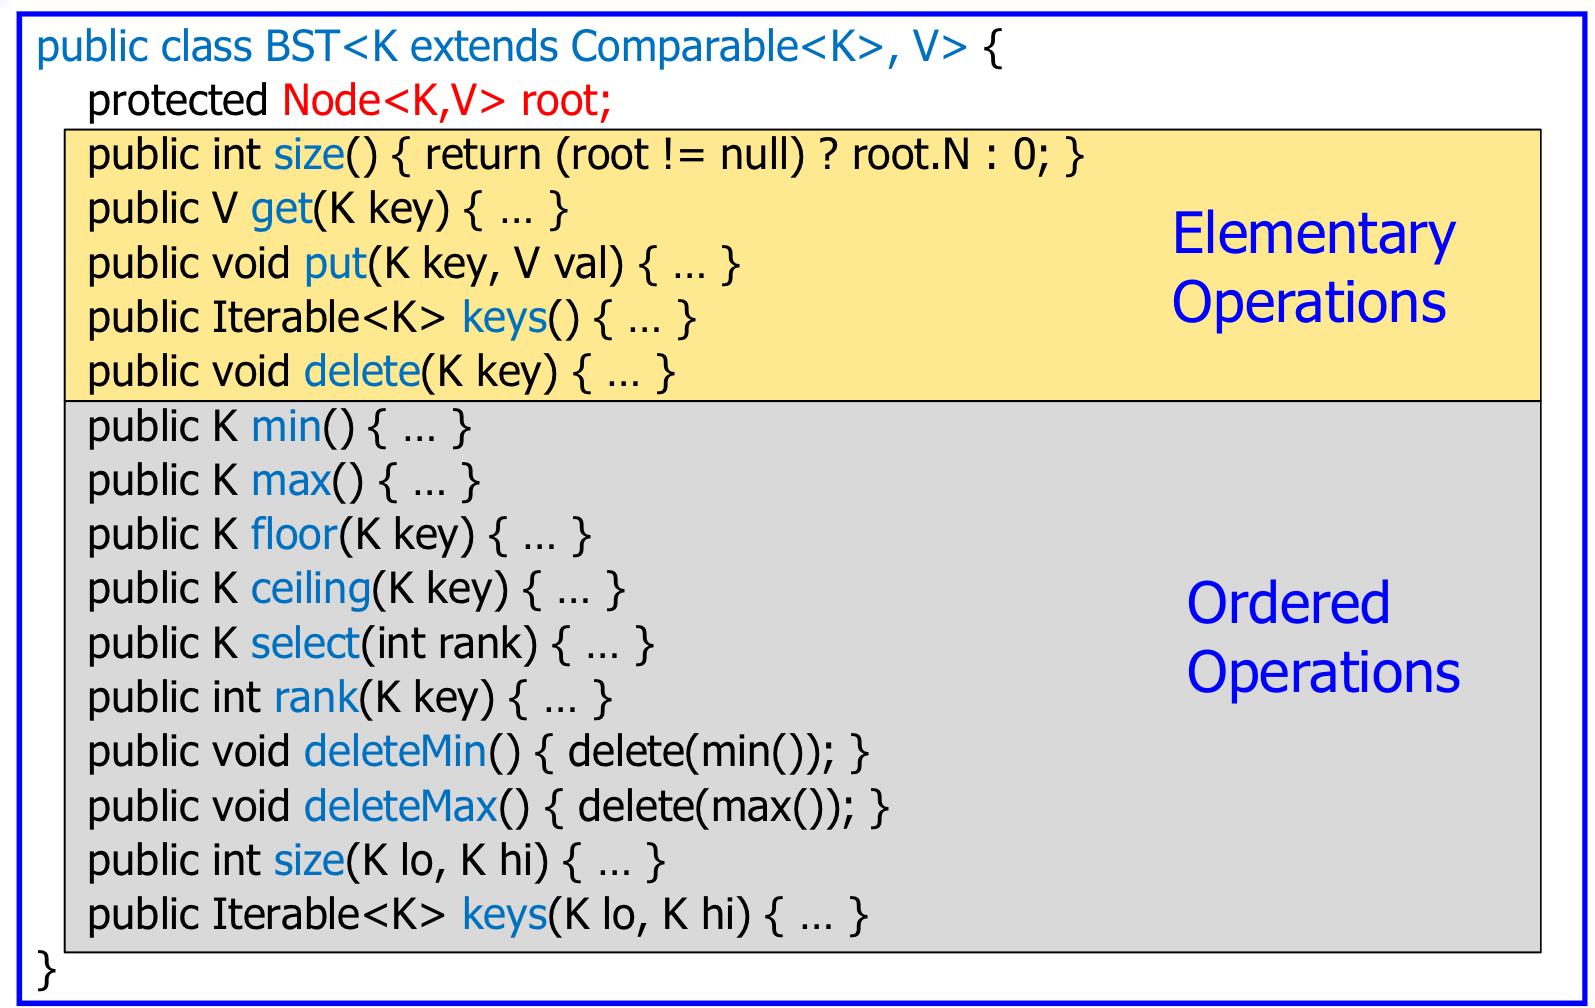 public class BST<K extends Comparable<K>, V> {
protected Node<K,V> root;
public int size() { return (root != null) ? root.N : 0; }
public V get(K key) { … }
public void put(K key, V val) { … }
public Iterable<K> keys() { … }
public void delete(K key) { … }
Elementary
Operations
public K min() { … }
public K max() { … }
public K floor(K key) { … }
public K ceiling(K key) { … }
public K select(int rank) { … }
public int rank(K key) { … }
public void deleteMin() { delete(min()); }
public void deleteMax() { delete(max()); }
public int size(K lo, K hi) { … }
public Iterable<K> keys(K lo, K hi) { … }
Ordered
Operations
}